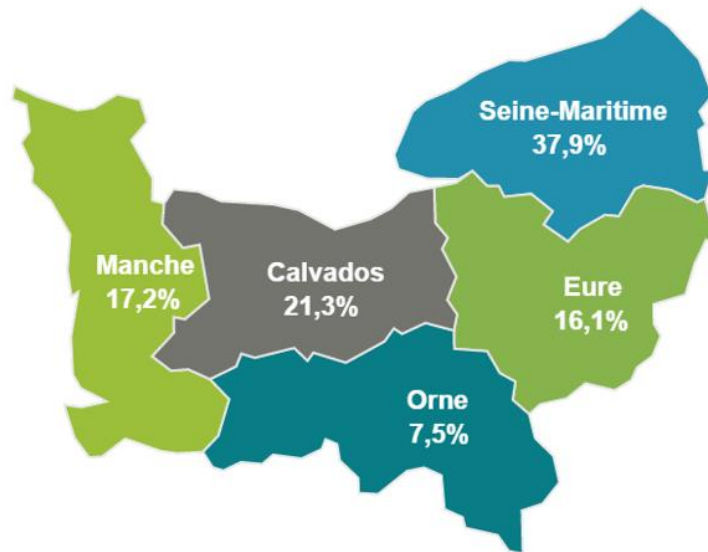 Seine-Maritime
37,9%
Manche
17,2%
Calvados
21,3%
Eure
16,1%
Orne
7,5%